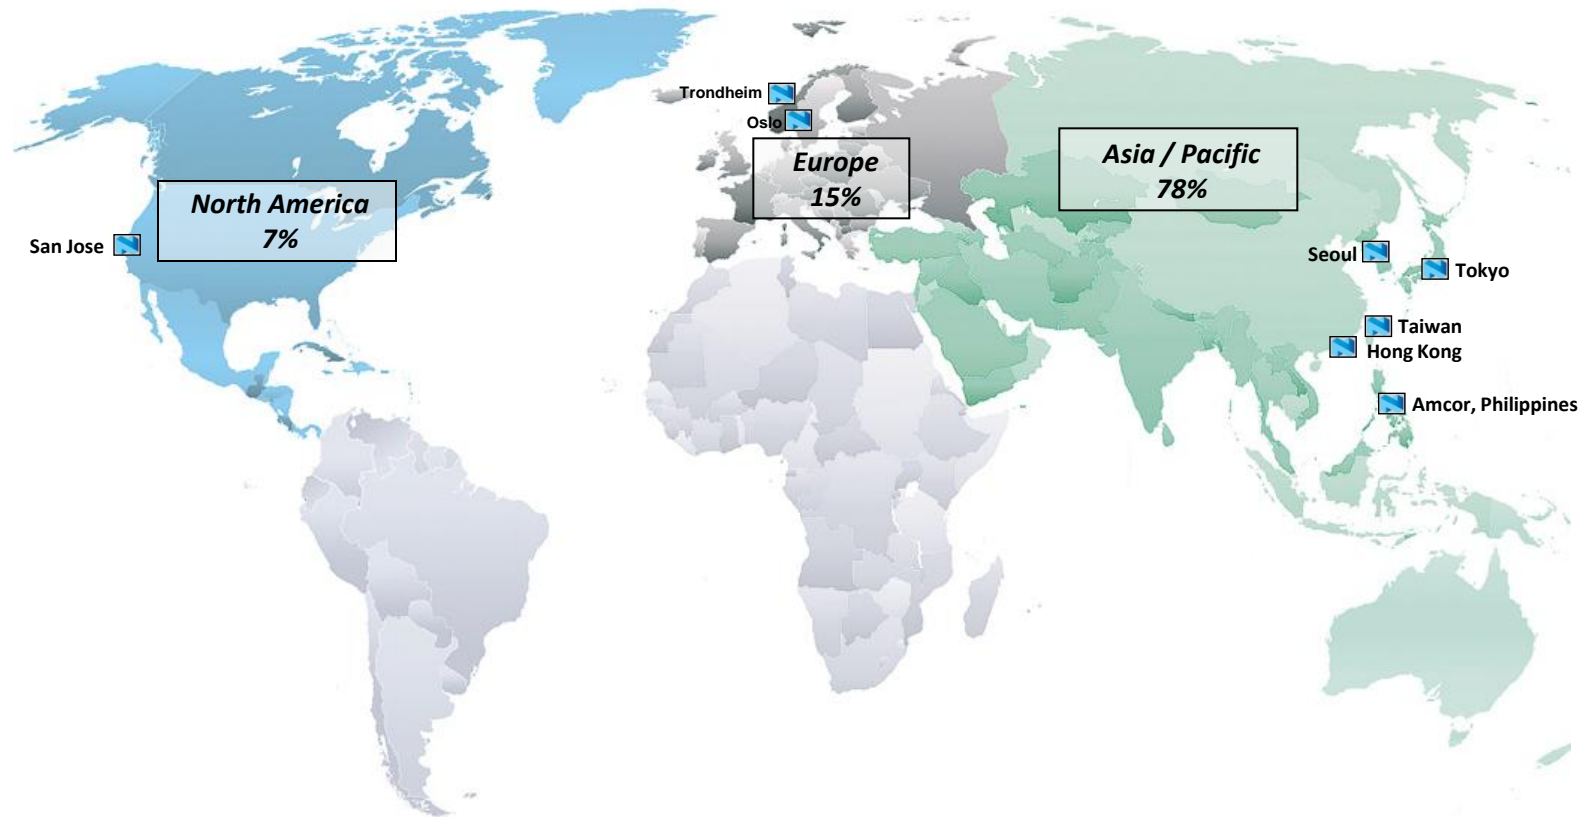 Trondheim
Oslo
Europe
15%
Asia / Pacific
78%
North America
7%
San Jose
Seoul
Tokyo
Taiwan
Hong Kong
Amcor, Philippines